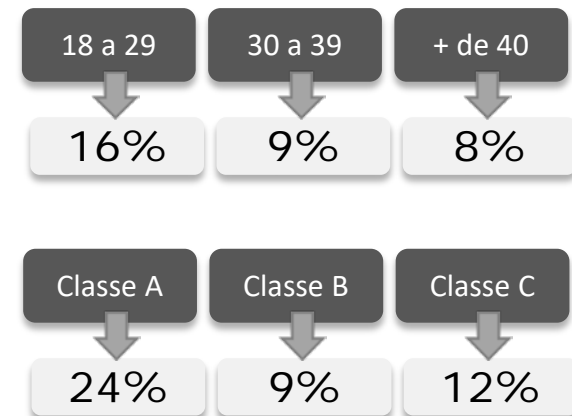 18 a 29 30 a 39 + de 40
16% 9% 8%
Classe A Classe B Classe C
24% 9% 12%